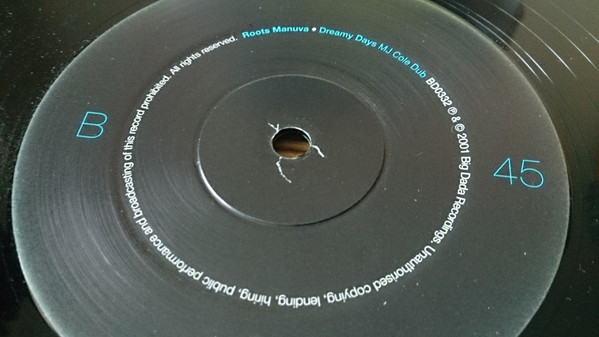 B
Roots Manuva • Dreamy Days MJ Cole Dub BD0332 ℗ & © 2001 Big Dada Recordings. Unauthorised copying, lending, hiring, public performance and broadcasting of this record prohibited. All rights reserved.
45